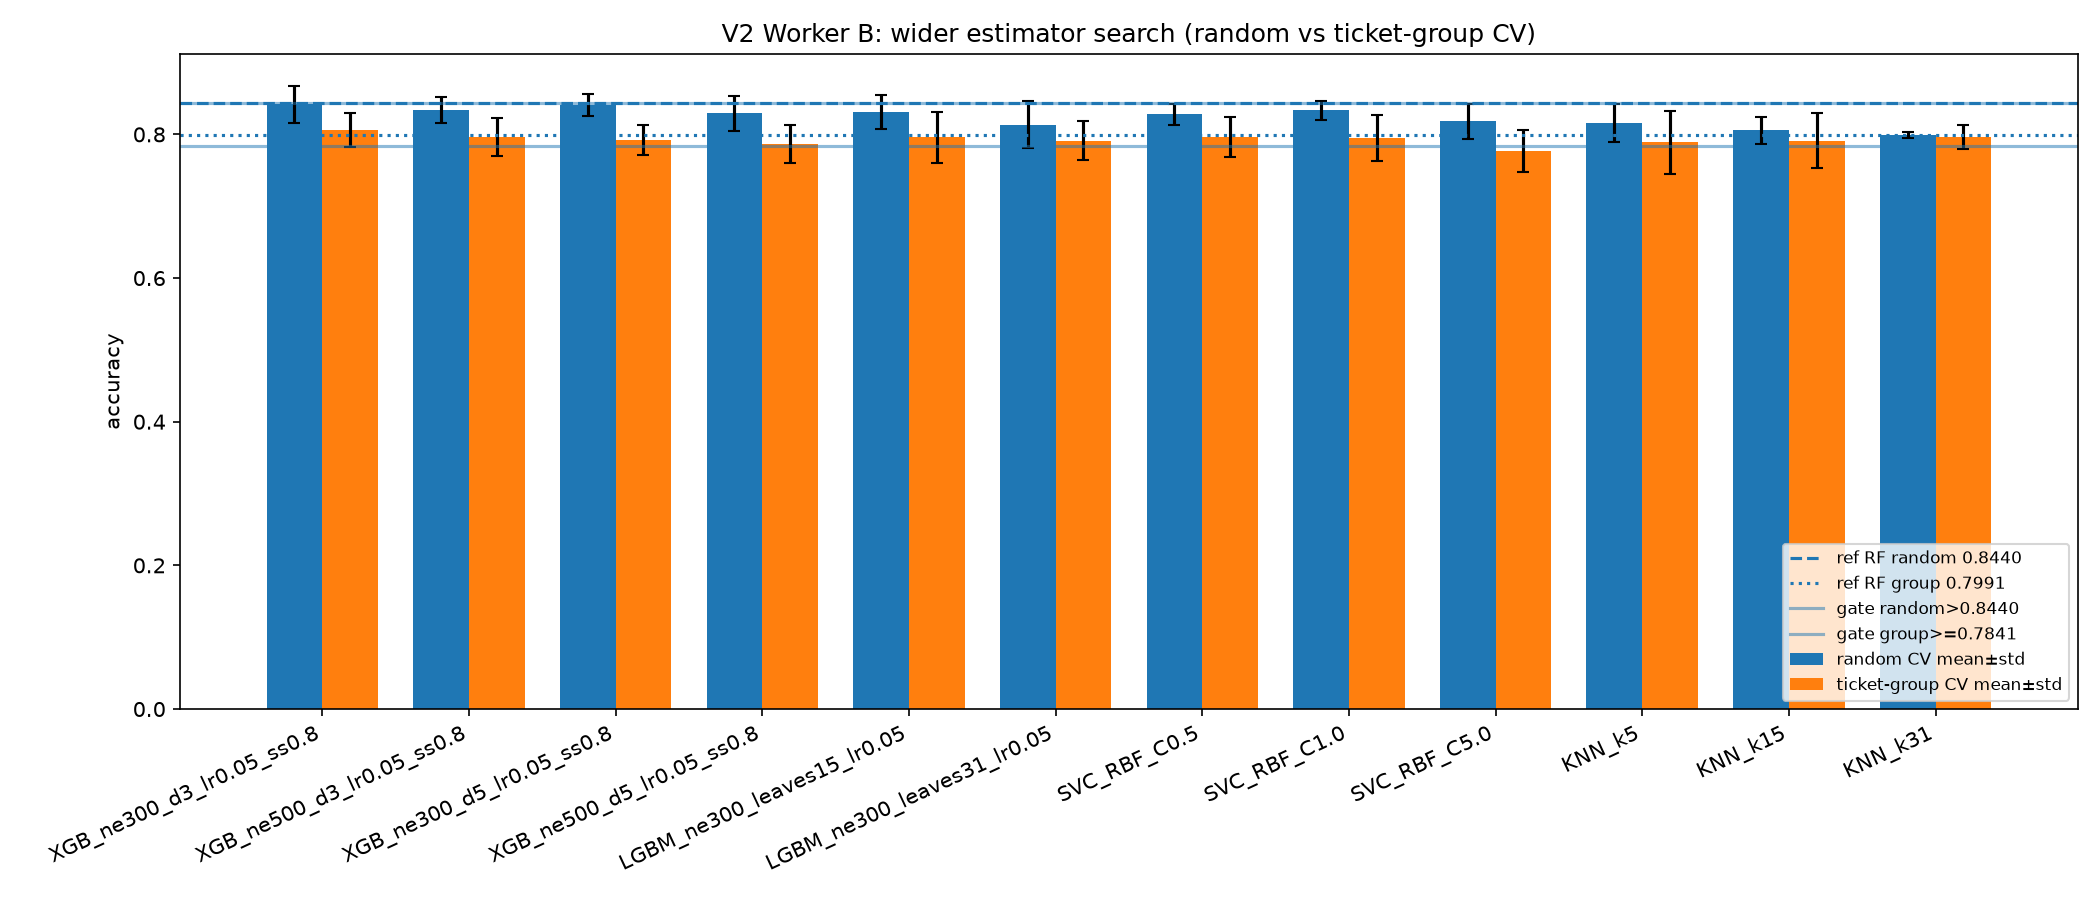 V2 Worker B: wider estimator search (random vs ticket-group CV)
accuracy
0.8
0.6
0.4
0.2
0.0
ref RF random 0.8440
ref RF group 0.7991
gate random>0.8440
gate group>=0.7841
random CV mean±std
ticket-group CV mean±std
XGB_ne300_d3_lr0.05_ss0.8
XGB_ne500_d3_lr0.05_ss0.8
XGB_ne300_d5_lr0.05_ss0.8
XGB_ne500_d5_lr0.05_ss0.8
LGBM_ne300_leaves15_lr0.05
LGBM_ne300_leaves31_lr0.05
SVC_RBF_C0.5
SVC_RBF_C1.0
SVC_RBF_C5.0
KNN_k5
KNN_k15
KNN_k31